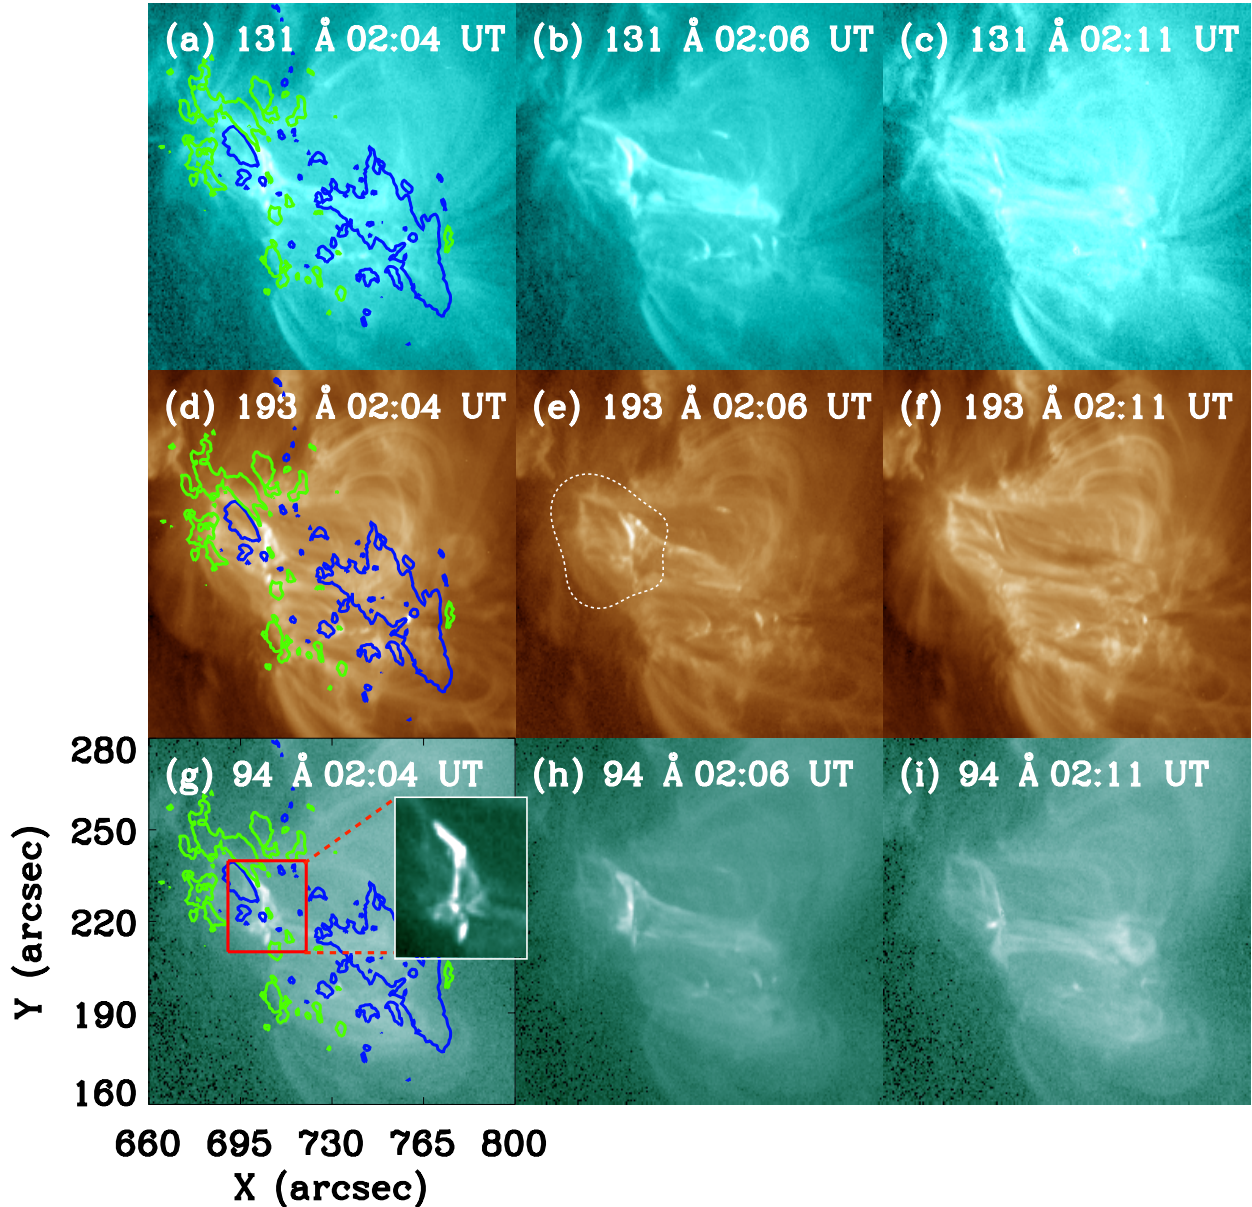 (a) 131 Å 02:04 UT
(b) 131 Å 02:06 UT
(c) 131 Å 02:11 UT
(d) 193 Å 02:04 UT
(e) 193 Å 02:06 UT
(f) 193 Å 02:11 UT
(g) 94 Å 02:04 UT
(h) 94 Å 02:06 UT
(i) 94 Å 02:11 UT
280
250
220
190
160
Y (arcsec)
660 695 730 765 800
X (arcsec)